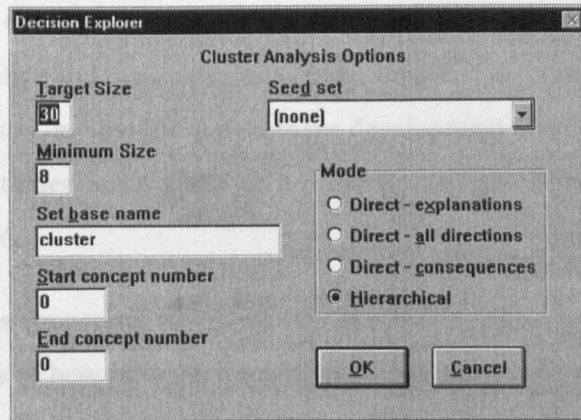 Decision Explorer
Cluster Analysis Options
Target Size
30
Minimum Size
8
Set base name
cluster
Start concept number
0
End concept number
0
Seed set
(none)
Mode
Direct - explanations
Direct - all directions
Direct - consequences
Hierarchical
OK
Cancel